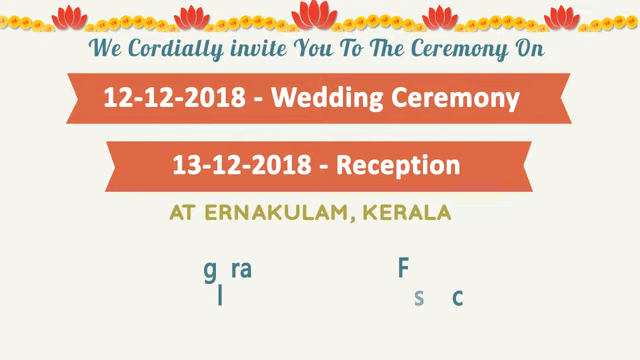 We Cordially invite You To The Ceremony On
12-12-2018 - Wedding Ceremony
13-12-2018 - Reception
AT ERNAKULAM, KERALA